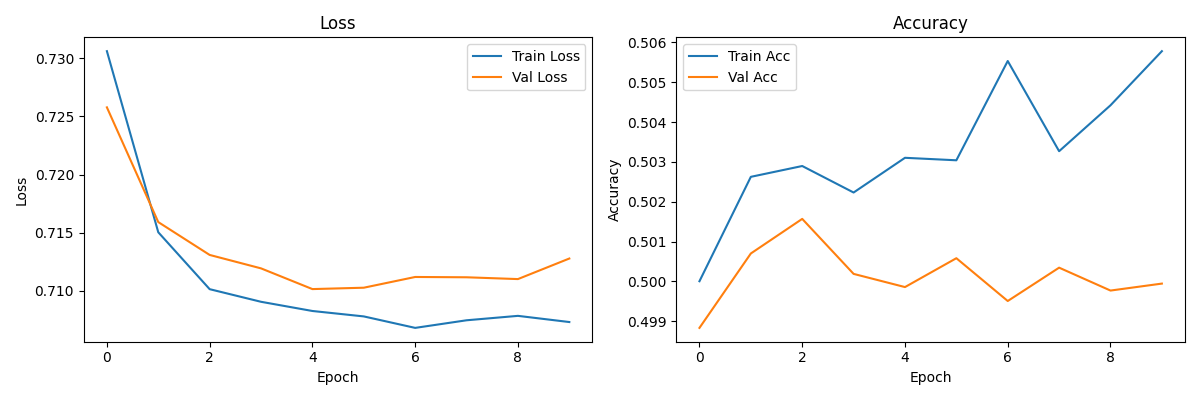 Loss
Train Loss
Val Loss
0.730
0.725
0.720
0.715
0.710
Loss
0 2 4 6 8
Epoch
Accuracy
Train Acc
Val Acc
0.506
0.505
0.504
0.503
0.502
0.501
0.500
0.499
Accuracy
0 2 4 6 8
Epoch